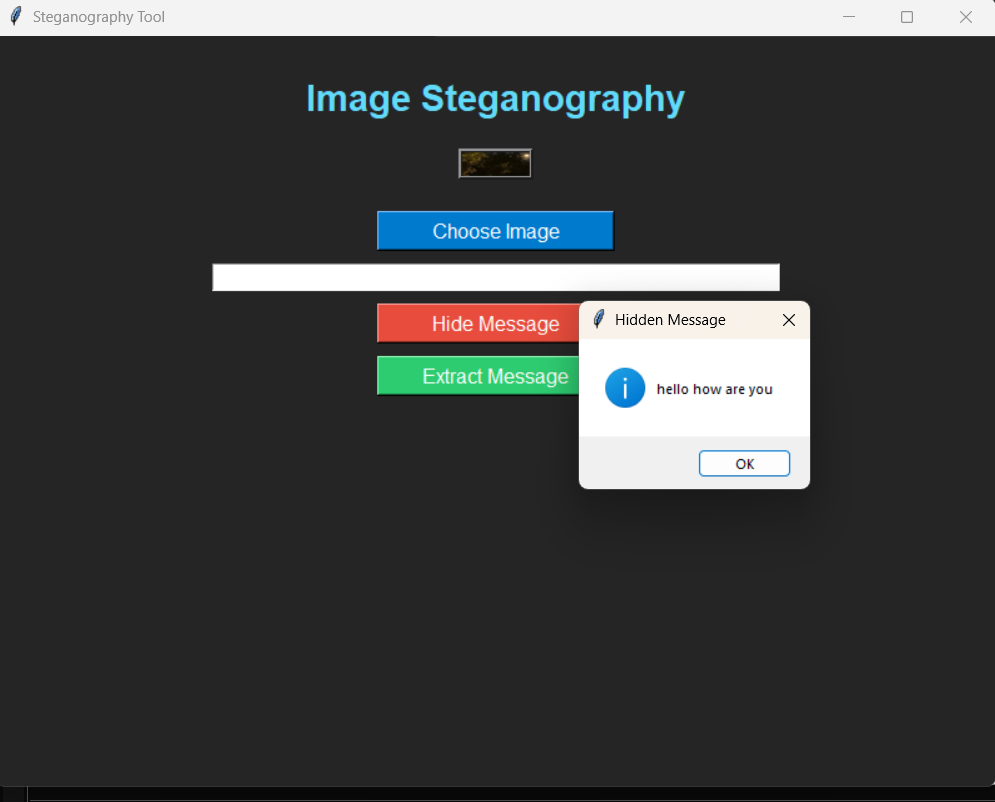 Steganography Tool
Image Steganography
Choose Image
Hide Message
Extract Message
Hidden Message
hello how are you
OK